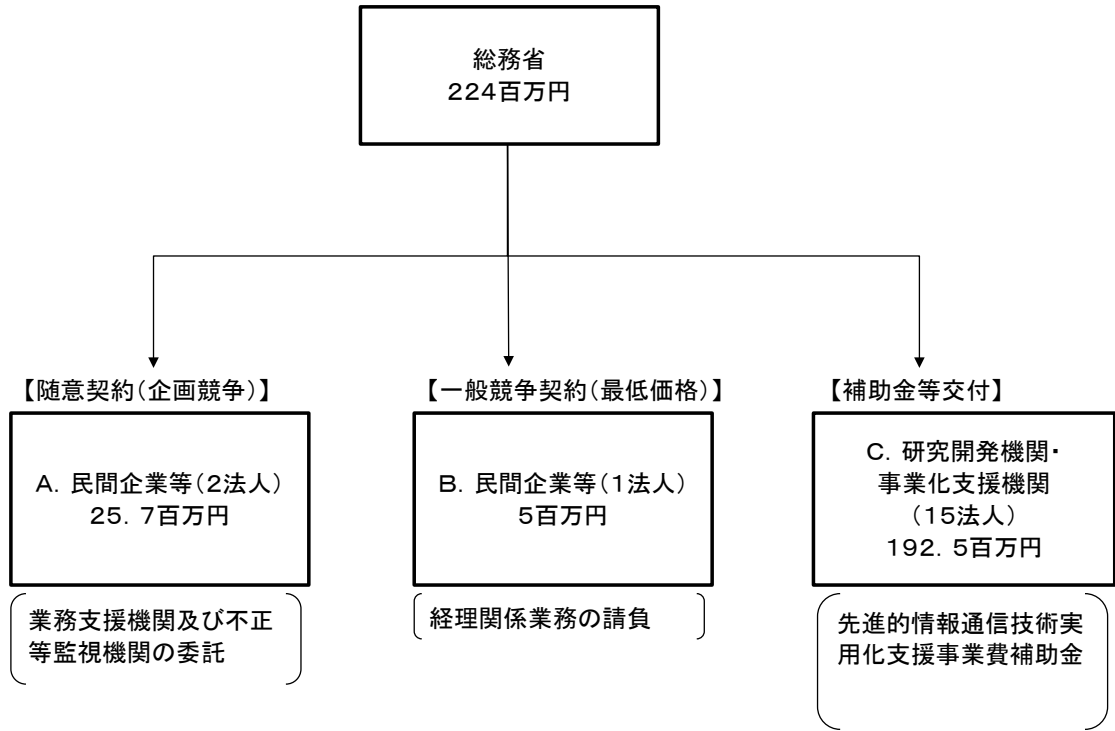 総務省
224百万円
【随意契約(企画競争)】
A. 民間企業等(2法人)
25. 7百万円
業務支援機関及び不正
等監視機関の委託
【一般競争契約(最低価格)】
B. 民間企業等(1法人)
5百万円
経理関係業務の請負
【補助金等交付】
C. 研究開発機関・
事業化支援機関
(15法人)
192. 5百万円
先進的情報通信技術実
用化支援事業費補助金